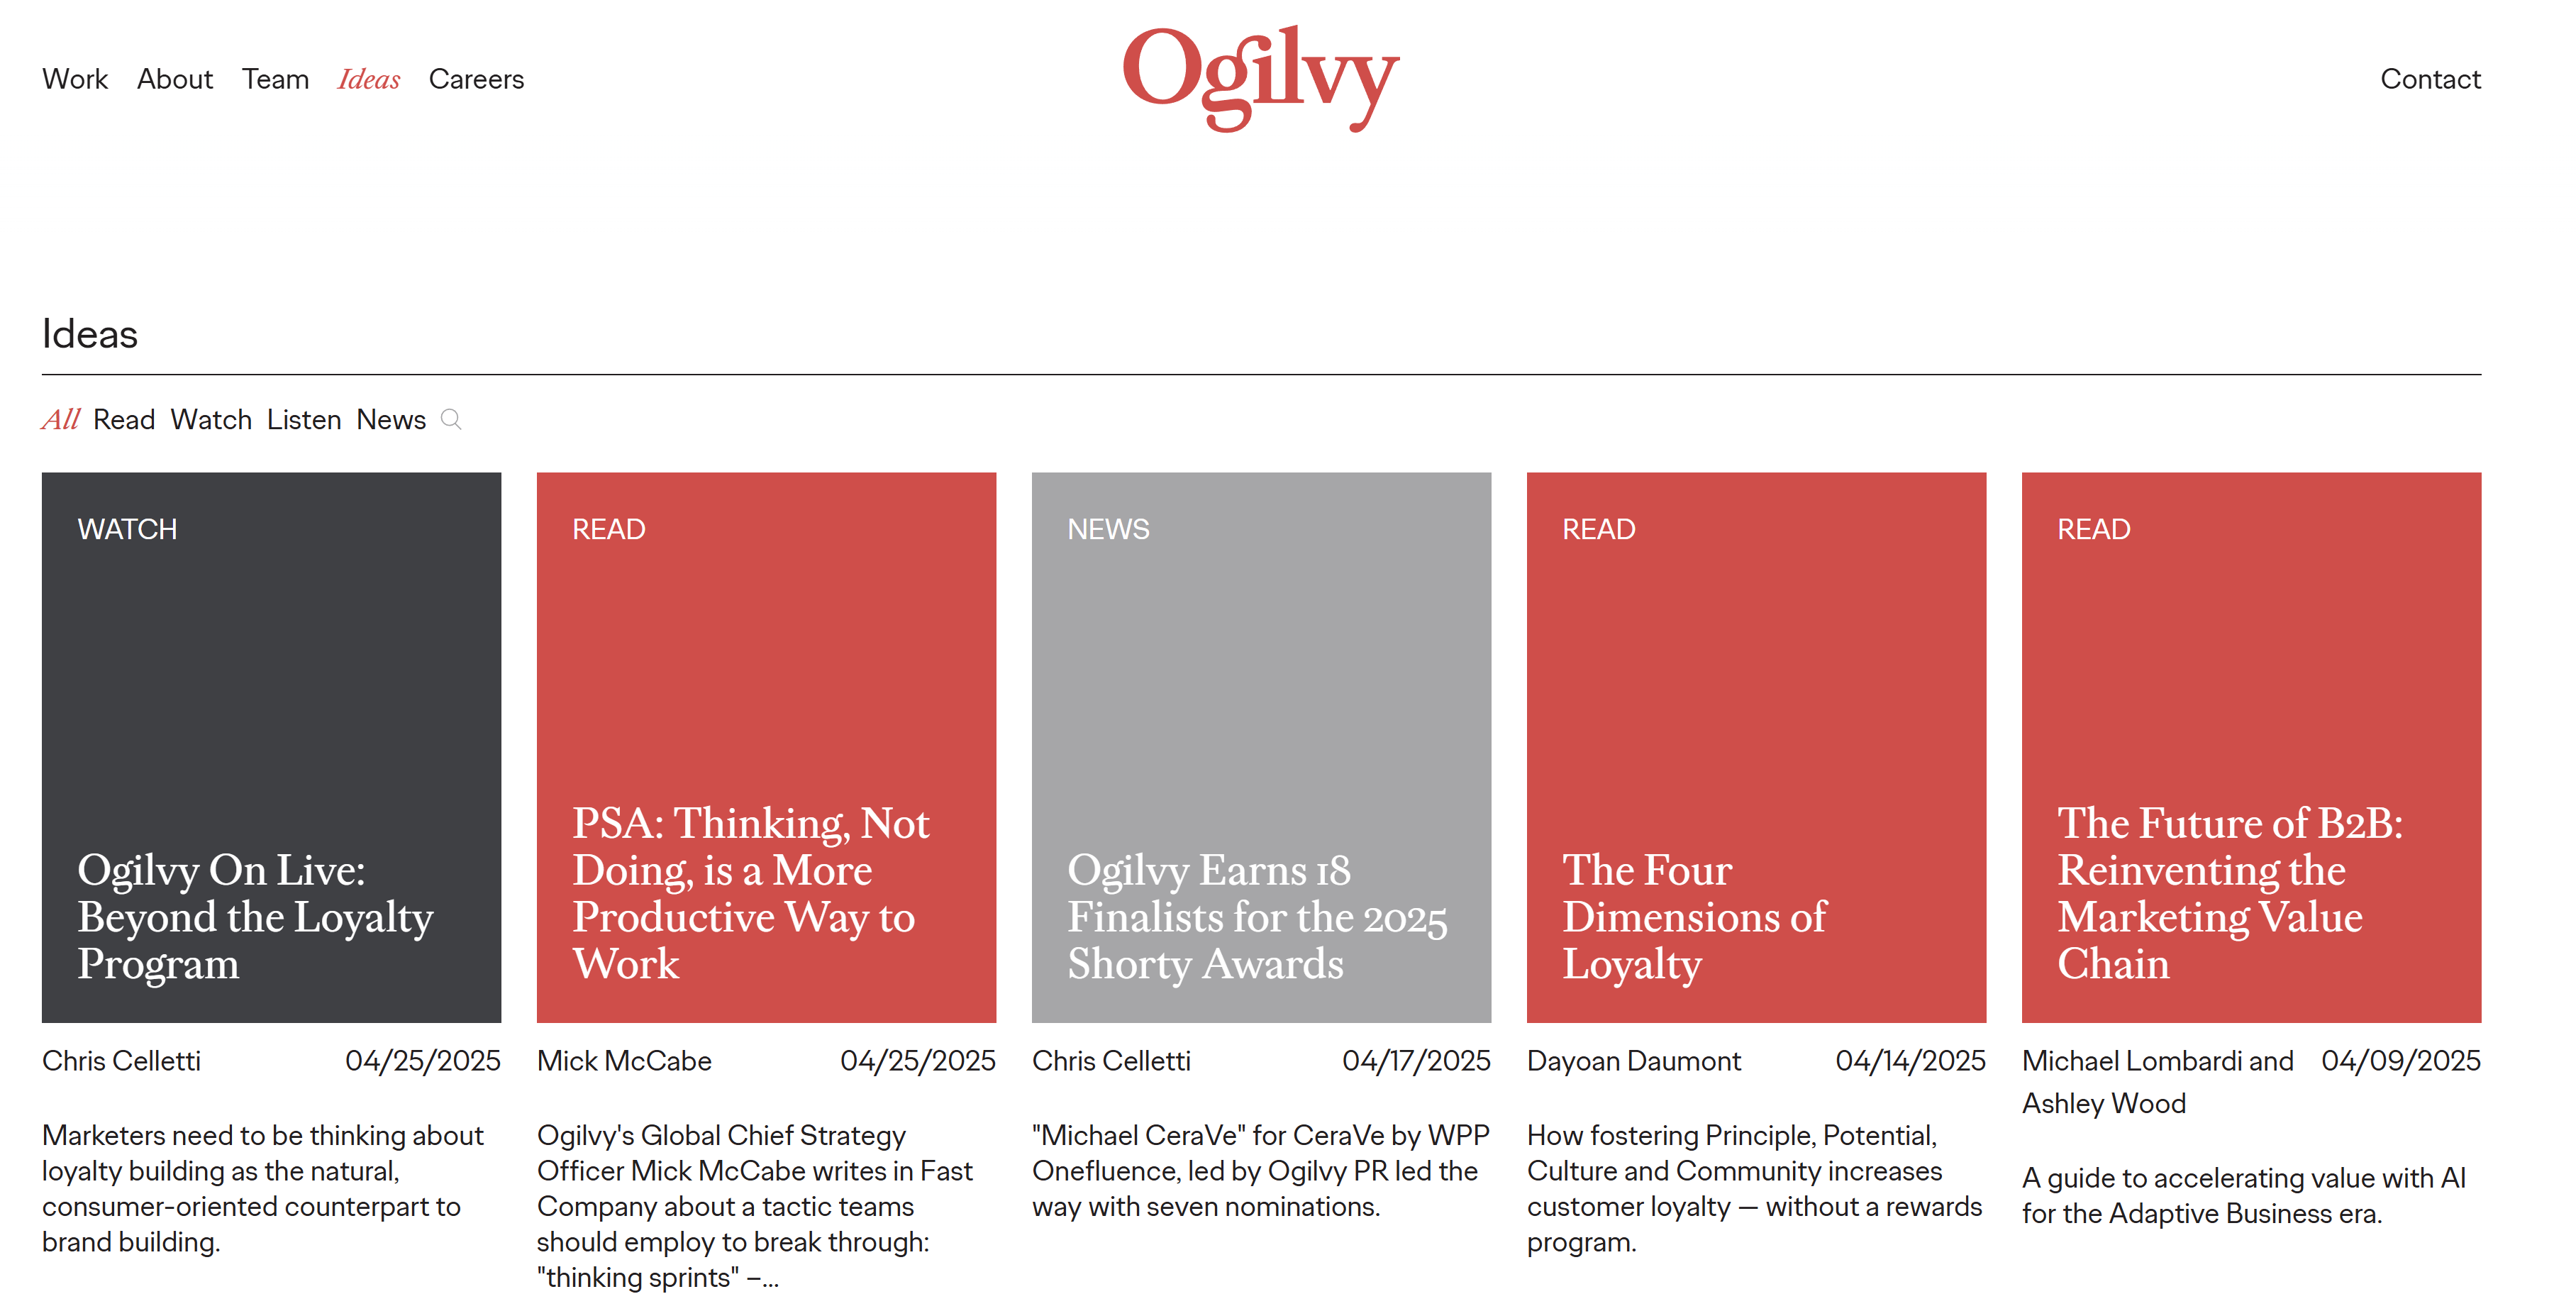 Work About Team Ideas Careers
Ogilvy
Contact
Ideas
All Read Watch Listen News
WATCH
Ogilvy On Live:
Beyond the Loyalty
Program
Chris Celletti 04/25/2025
Marketers need to be thinking about
loyalty building as the natural,
consumer-oriented counterpart to
brand building.
READ
PSA: Thinking, Not
Doing, is a More
Productive Way to
Work
Mick McCabe 04/25/2025
Ogilvy's Global Chief Strategy
Officer Mick McCabe writes in Fast
Company about a tactic teams
should employ to break through:
"thinking sprints" –...
NEWS
Ogilvy Earns 18
Finalists for the 2025
Shorty Awards
Chris Celletti 04/17/2025
"Michael CeraVe" for CeraVe by WPP
Onefluence, led by Ogilvy PR led the
way with seven nominations.
READ
The Four
Dimensions of
Loyalty
Dayoan Daumont 04/14/2025
How fostering Principle, Potential,
Culture and Community increases
customer loyalty — without a rewards
program.
READ
The Future of B2B:
Reinventing the
Marketing Value
Chain
Michael Lombardi and 04/09/2025
Ashley Wood
A guide to accelerating value with AI
for the Adaptive Business era.